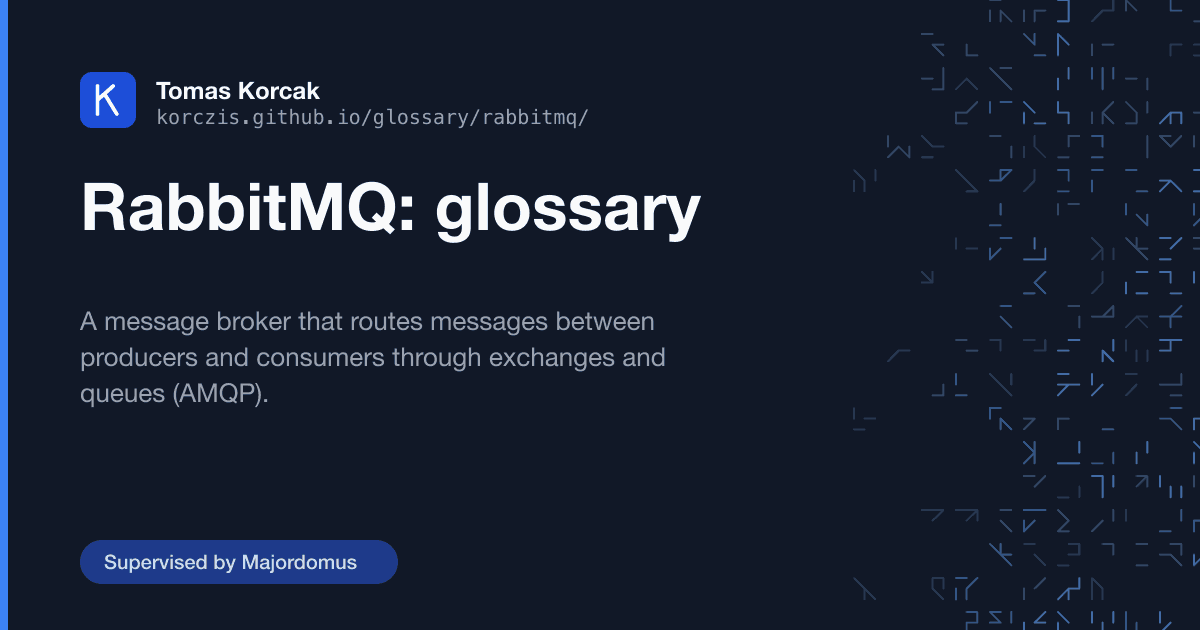 K
Tomas Korcak
korczis.github.io/glossary/rabbitmq/
RabbitMQ: glossary
A message broker that routes messages between
producers and consumers through exchanges and
queues (AMQP).
Supervised by Majordomus